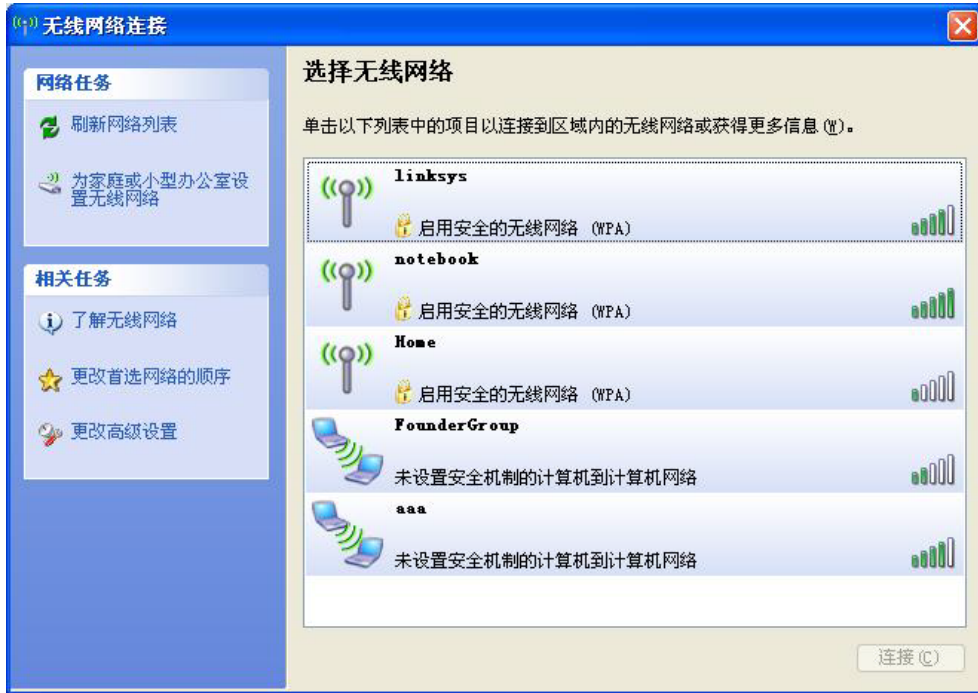 无线网络连接
网络任务
刷新网络列表
为家庭或小型办公室设
置无线网络
相关任务
了解无线网络
更改首选网络的顺序
更改高级设置
选择无线网络
单击以下列表中的项目以连接到区域内的无线网络或获得更多信息(W)。
linksys
启用安全的无线网络 (WPA)
notebook
启用安全的无线网络 (WPA)
Home
启用安全的无线网络 (WPA)
FounderGroup
未设置安全机制的计算机到计算机网络
aaa
未设置安全机制的计算机到计算机网络
连接(C)